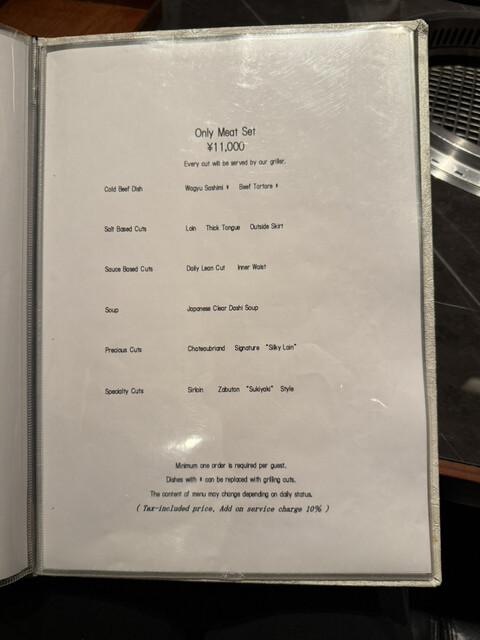 Only Meat Set
¥11,000
Every cut will be served by our griller.
Cold Beef Dish Wagyu Sashimi * Beef Tartare *
Salt Based Cuts Loin Thick Tongue Outside Skirt
Sauce Based Cuts Daily Lean Cut Inner Waist
Soup Japanese Clear Dashi Soup
Precious Cuts Chateaubriand Signature "Silky Loin"
Specialty Cuts Sirloin Zabuton "Sukiyaki" Style
Minimum one order is required per guest.
Dishes with * can be replaced with grilling cuts.
The content of menu may change depending on daily status.
( Tax-included price, Add on service charge 10% )